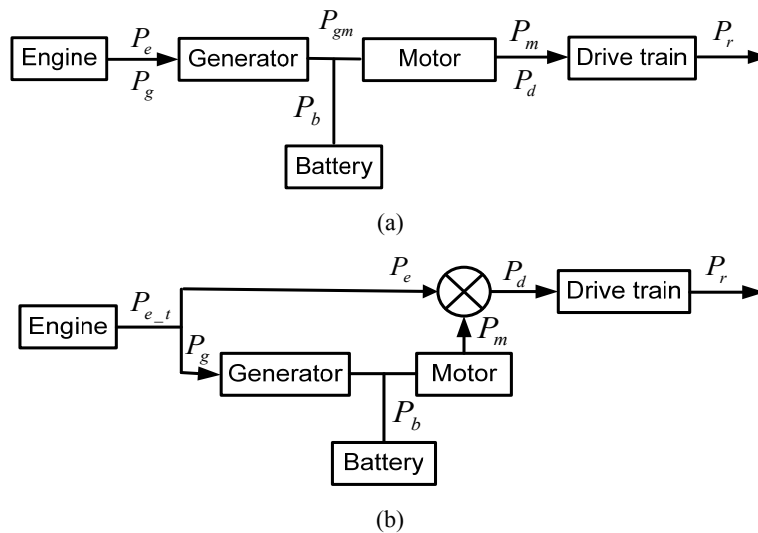 P_e P_gm P_m P_r
Engine Generator Motor Drive train
P_g P_b P_d
Battery
(a)
P_e P_d P_r
P_e_t Drive train
Engine P_g P_m
Generator Motor
P_b
Battery
(b)